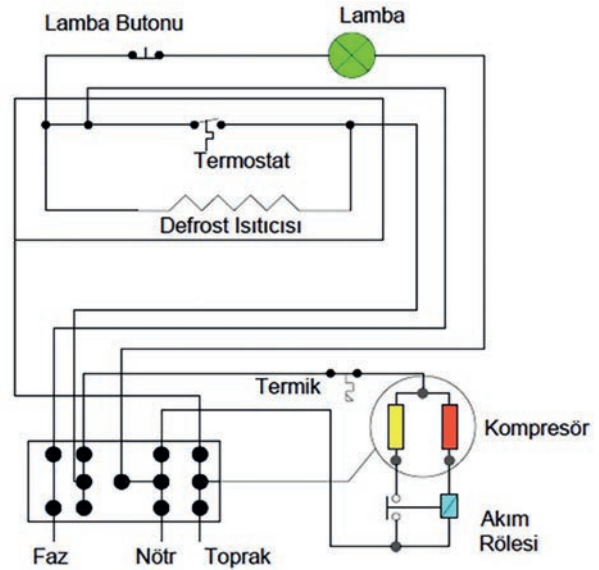 Lamba Butonu
Lamba
Termostat
Defrost Isıtıcısı
Termik
Kompresör
Akım
Rölesi
Faz
Nötr
Toprak